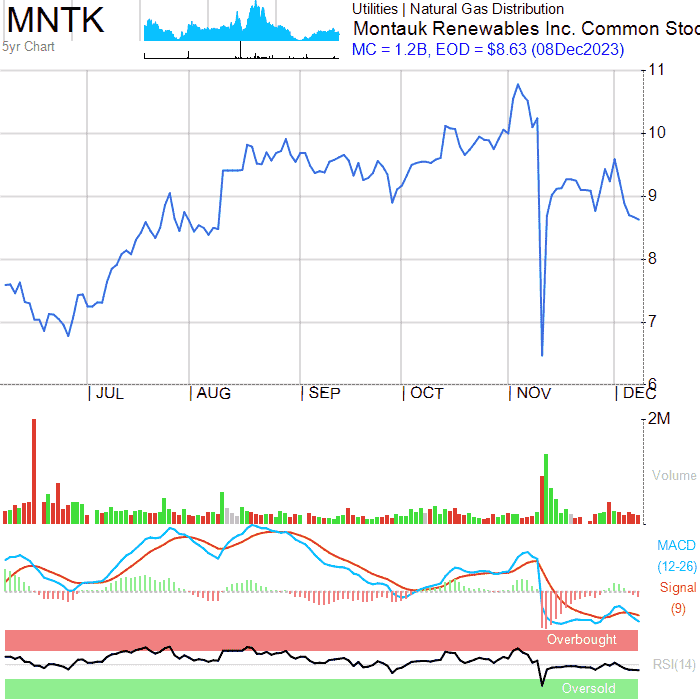 MNTK
5yr Chart
Utilities | Natural Gas Distribution
Montauk Renewables Inc. Common Stoc
MC = 1.2B, EOD = $8.63 (08Dec2023)
11
10
9
8
7
6
JUL
AUG
SEP
OCT
NOV
DEC
2M
Volume
MACD
(12-26)
Signal
(9)
Overbought
RSI(14)
Oversold